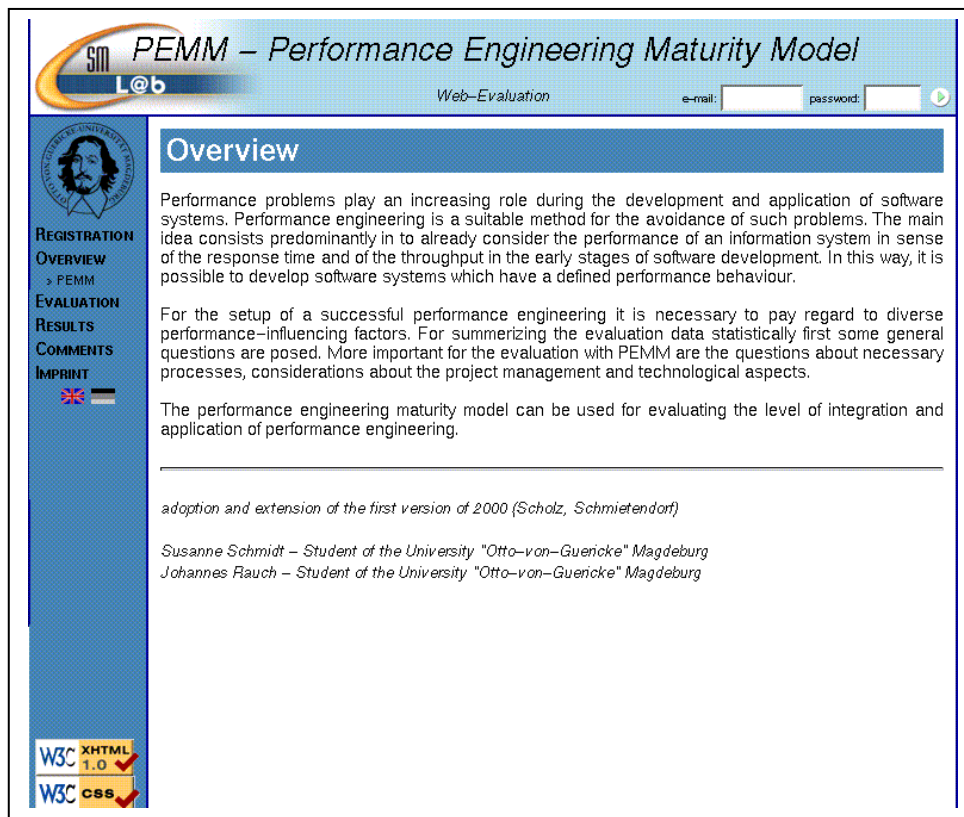 SM L@b
PEMM – Performance Engineering Maturity Model
Web–Evaluation
e–mail:
password:
OTTO-VON-GUERICKE-UNIVERSITÄT MAGDEBURG
REGISTRATION
OVERVIEW
> PEMM
EVALUATION
RESULTS
COMMENTS
IMPRINT
Overview
Performance problems play an increasing role during the development and application of software
systems. Performance engineering is a suitable method for the avoidance of such problems. The main
idea consists predominantly in to already consider the performance of an information system in sense
of the response time and of the throughput in the early stages of software development. In this way, it is
possible to develop software systems which have a defined performance behaviour.
For the setup of a successful performance engineering it is necessary to pay regard to diverse
performance–influencing factors. For summerizing the evaluation data statistically first some general
questions are posed. More important for the evaluation with PEMM are the questions about necessary
processes, considerations about the project management and technological aspects.
The performance engineering maturity model can be used for evaluating the level of integration and
application of performance engineering.
adoption and extension of the first version of 2000 (Scholz, Schmietendorf)
Susanne Schmidt – Student of the University "Otto–von–Guericke" Magdeburg
Johannes Rauch – Student of the University "Otto–von–Guericke" Magdeburg
W3C XHTML 1.0
W3C CSS